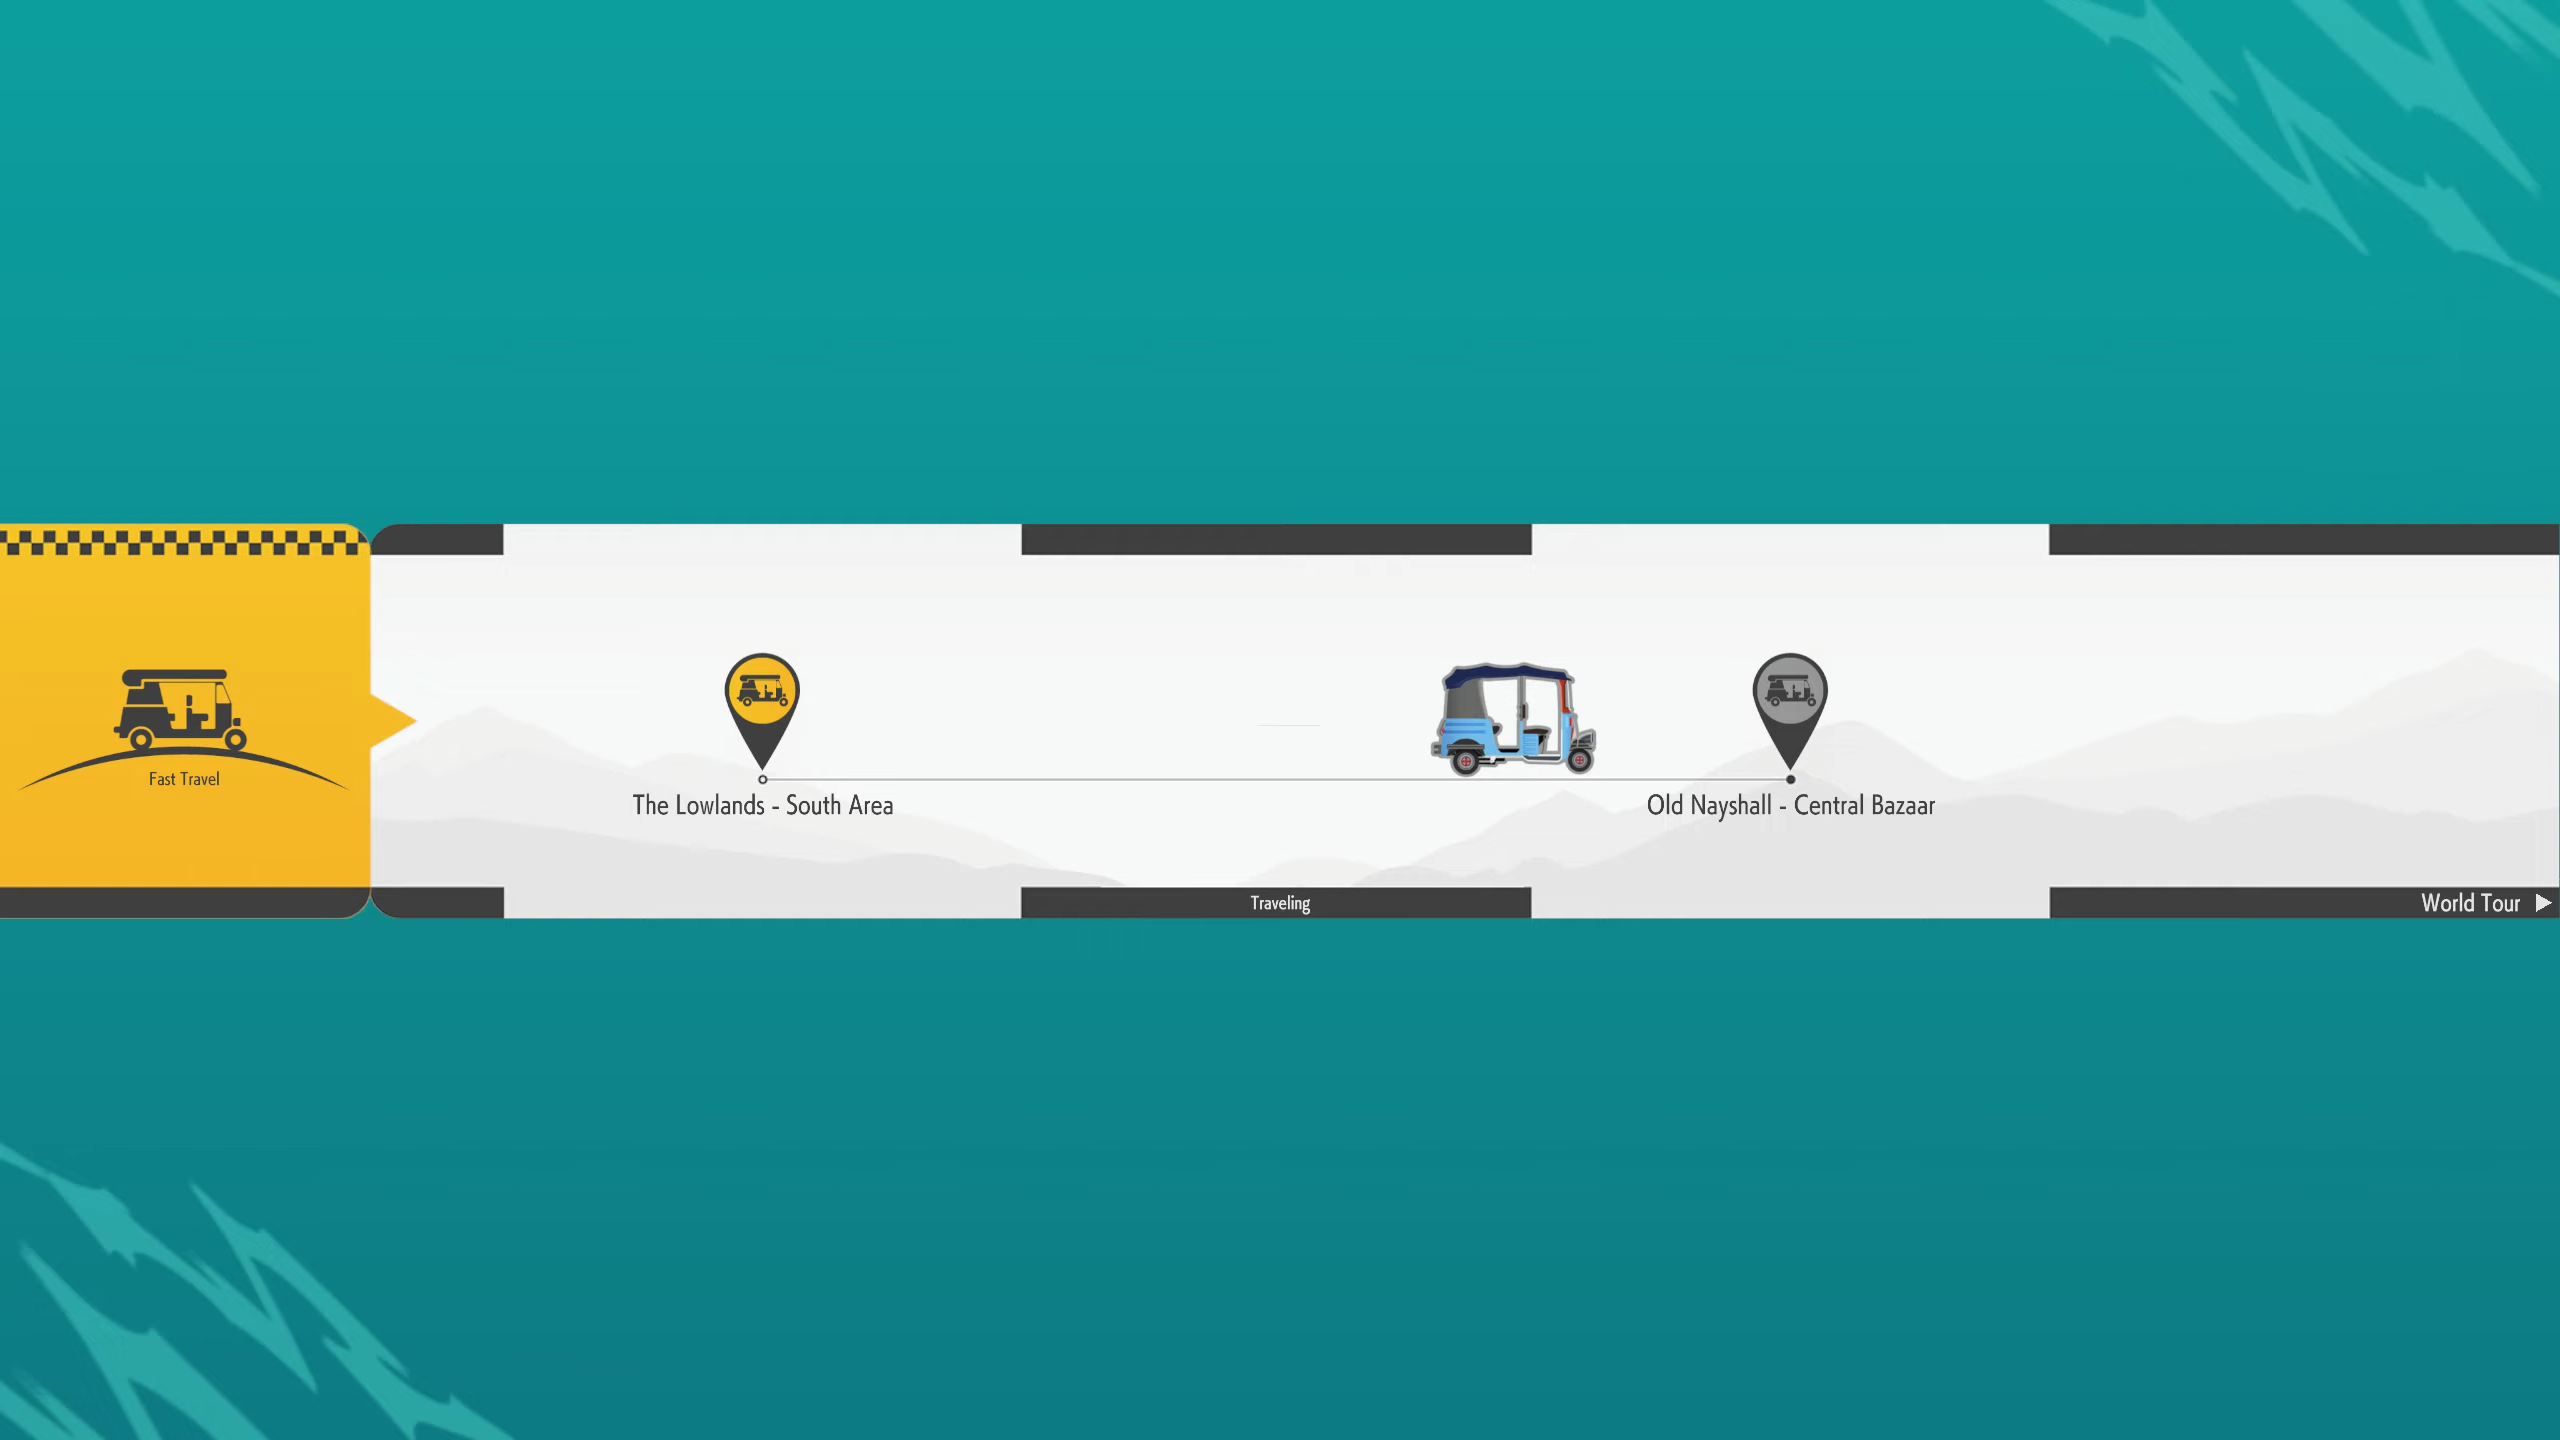 Fast Travel
The Lowlands - South Area
Old Nayshall - Central Bazaar
Traveling
World Tour